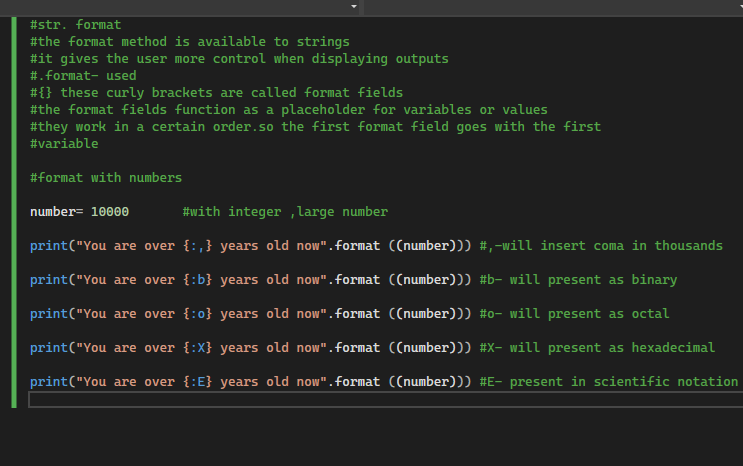 #str. format
#the format method is available to strings
#it gives the user more control when displaying outputs
#.format- used
#{} these curly brackets are called format fields
#the format fields function as a placeholder for variables or values
#they work in a certain order.so the first format field goes with the first
#variable
#format with numbers
number= 10000 #with integer ,large number
print("You are over {:,} years old now".format ((number))) #,-will insert coma in thousands
print("You are over {:b} years old now".format ((number))) #b- will present as binary
print("You are over {:o} years old now".format ((number))) #o- will present as octal
print("You are over {:X} years old now".format ((number))) #X- will present as hexadecimal
print("You are over {:E} years old now".format ((number))) #E- present in scientific notation